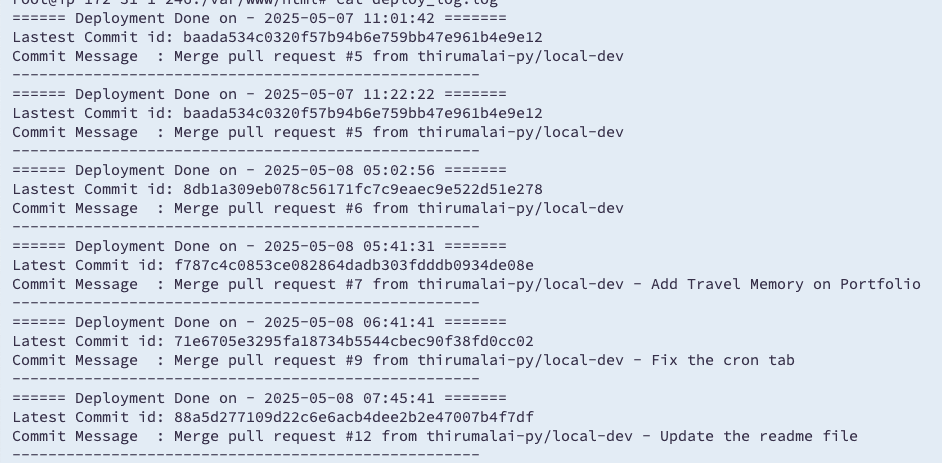 root@ip-172-31-1-246:/var/www/html# cat deploy_log.log
====== Deployment Done on - 2025-05-07 11:01:42 =======
Lastest Commit id: baada534c0320f57b94b6e759bb47e961b4e9e12
Commit Message  : Merge pull request #5 from thirumalai-py/local-dev
----------------------------------------------------
====== Deployment Done on - 2025-05-07 11:22:22 =======
Lastest Commit id: baada534c0320f57b94b6e759bb47e961b4e9e12
Commit Message  : Merge pull request #5 from thirumalai-py/local-dev
----------------------------------------------------
====== Deployment Done on - 2025-05-08 05:02:56 =======
Lastest Commit id: 8db1a309eb078c56171fc7c9eaec9e522d51e278
Commit Message  : Merge pull request #6 from thirumalai-py/local-dev
----------------------------------------------------
====== Deployment Done on - 2025-05-08 05:41:31 =======
Latest Commit id: f787c4c0853ce082864dadb303fdddb0934de08e
Commit Message  : Merge pull request #7 from thirumalai-py/local-dev - Add Travel Memory on Portfolio
----------------------------------------------------
====== Deployment Done on - 2025-05-08 06:41:41 =======
Latest Commit id: 71e6705e3295fa18734b5544cbec90f38fd0cc02
Commit Message  : Merge pull request #9 from thirumalai-py/local-dev - Fix the cron tab
----------------------------------------------------
====== Deployment Done on - 2025-05-08 07:45:41 =======
Latest Commit id: 88a5d277109d22c6e6acb4dee2b2e47007b4f7df
Commit Message  : Merge pull request #12 from thirumalai-py/local-dev - Update the readme file
----------------------------------------------------